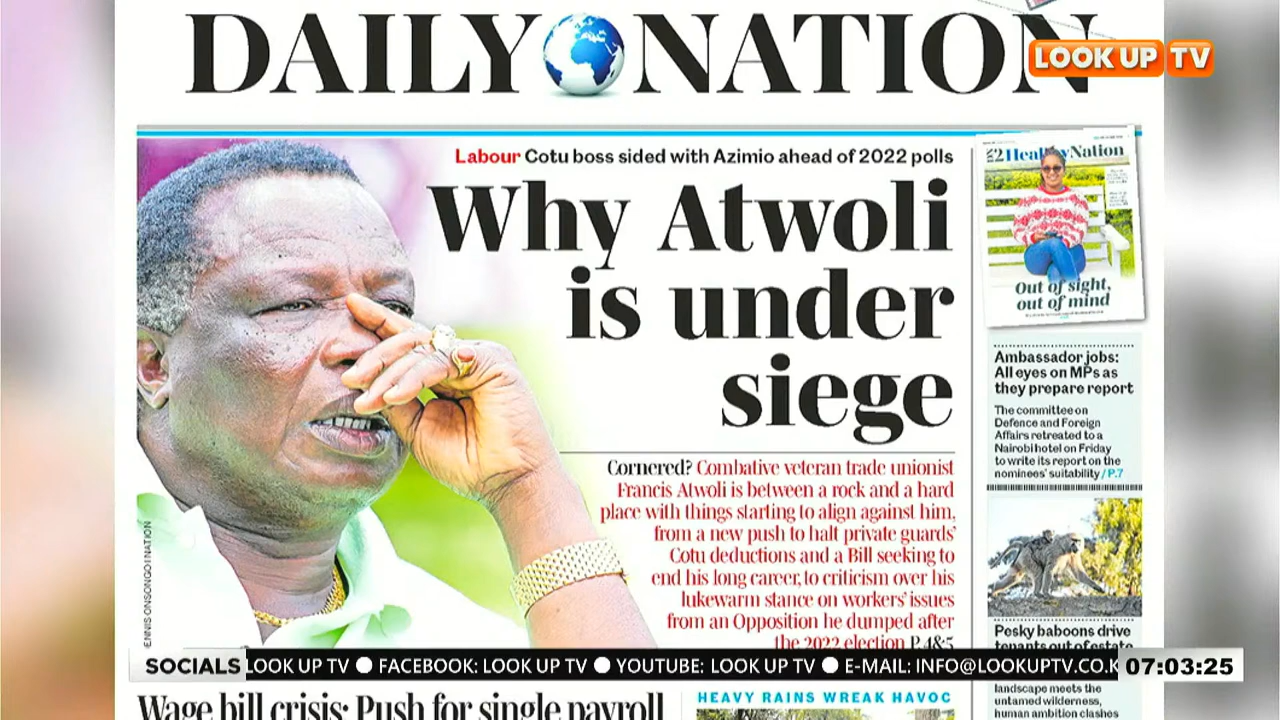 DAILY NATION
LOOK UP TV
Labour Cotu boss sided with Azimio ahead of 2022 polls
Why Atwoli
is under
siege
Cornered? Combative veteran trade unionist
Francis Atwoli is between a rock and a hard
place with things starting to align against him,
from a new push to halt private guards'
Cotu deductions and a Bill seeking to
end his long career, to criticism over his
lukewarm stance on workers' issues
from an Opposition he dumped after
the 2022 election P.4&5
ENNIS ONSONGO I NATION
Nation
Out of sight,
out of mind
Ambassador jobs:
All eyes on MPs as
they prepare report
The committee on
Defence and Foreign
Affairs retreated to a
Nairobi hotel on Friday
to write its report on the
nominees' suitability / P.7
Pesky baboons drive
tenants out of estate
landscape meets the
untamed wilderness,
human ambition clashes
SOCIALS LOOK UP TV ● FACEBOOK: LOOK UP TV ● YOUTUBE: LOOK UP TV ● E-MAIL: INFO@LOOKUPTV.CO.K 07:03:25
Wage bill crisis: Push for single payroll
HEAVY RAINS WREAK HAVOC